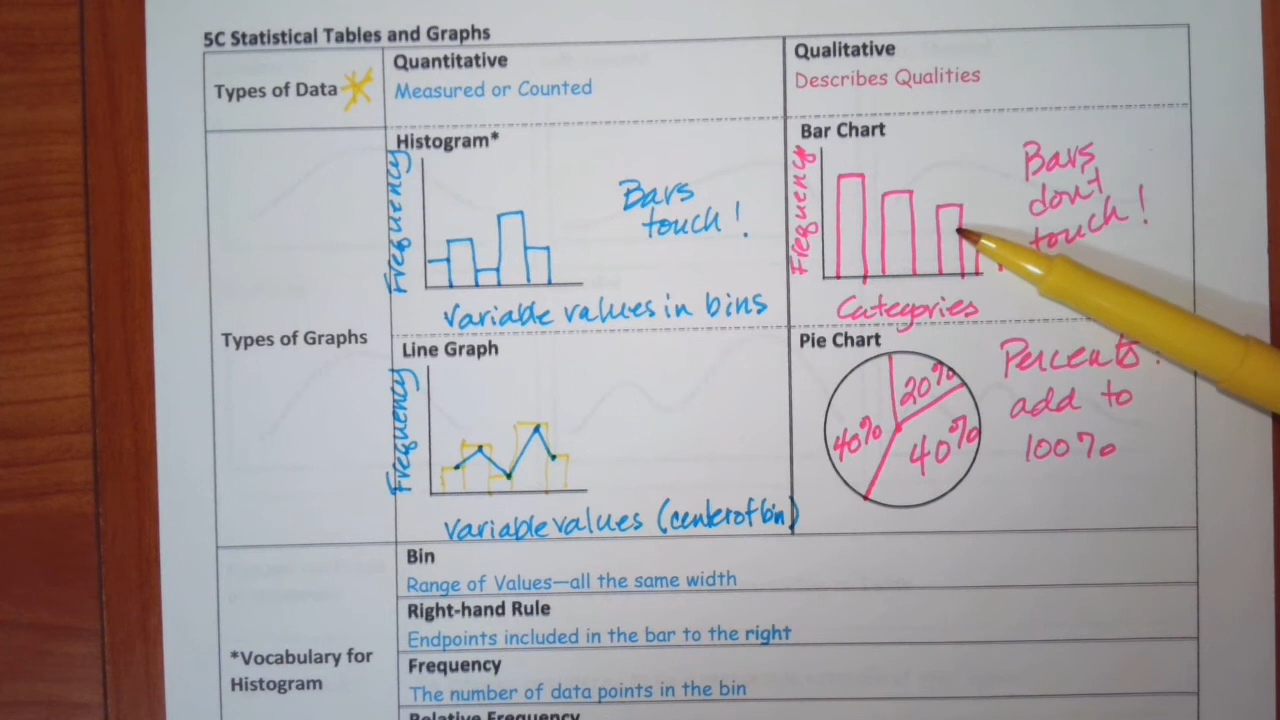 5C Statistical Tables and Graphs
Types of Data
Quantitative
Measured or Counted
Qualitative
Describes Qualities
Types of Graphs
Histogram*
Frequency
Bars
touch!
Variable values in bins
Bar Chart
Frequency
Bars
don't
touch!
Categories
Line Graph
Frequency
Variable values (center of bin)
Pie Chart
20%
40%
40%
Percents
add to
100%
*Vocabulary for
Histogram
Bin
Range of Values—all the same width
Right-hand Rule
Endpoints included in the bar to the right
Frequency
The number of data points in the bin
Relative Frequency